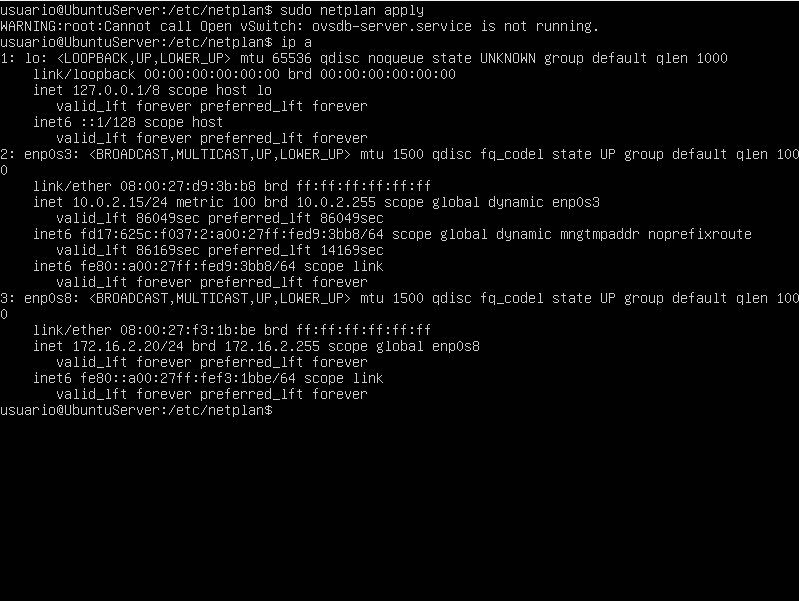 usuario@UbuntuServer:/etc/netplan$ sudo netplan apply
WARNING:root:Cannot call Open vSwitch: ovsdb-server.service is not running.
usuario@UbuntuServer:/etc/netplan$ ip a
1: lo: <LOOPBACK,UP,LOWER_UP> mtu 65536 qdisc noqueue state UNKNOWN group default qlen 1000
    link/loopback 00:00:00:00:00:00 brd 00:00:00:00:00:00
    inet 127.0.0.1/8 scope host lo
       valid_lft forever preferred_lft forever
    inet6 ::1/128 scope host
       valid_lft forever preferred_lft forever
2: enp0s3: <BROADCAST,MULTICAST,UP,LOWER_UP> mtu 1500 qdisc fq_codel state UP group default qlen 100
0
    link/ether 08:00:27:d9:3b:b8 brd ff:ff:ff:ff:ff:ff
    inet 10.0.2.15/24 metric 100 brd 10.0.2.255 scope global dynamic enp0s3
       valid_lft 86049sec preferred_lft 86049sec
    inet6 fd17:625c:f037:2:a00:27ff:fed9:3bb8/64 scope global dynamic mngtmpaddr noprefixroute
       valid_lft 86169sec preferred_lft 14169sec
    inet6 fe80::a00:27ff:fed9:3bb8/64 scope link
       valid_lft forever preferred_lft forever
3: enp0s8: <BROADCAST,MULTICAST,UP,LOWER_UP> mtu 1500 qdisc fq_codel state UP group default qlen 100
0
    link/ether 08:00:27:f3:1b:be brd ff:ff:ff:ff:ff:ff
    inet 172.16.2.20/24 brd 172.16.2.255 scope global enp0s8
       valid_lft forever preferred_lft forever
    inet6 fe80::a00:27ff:fef3:1bbe/64 scope link
       valid_lft forever preferred_lft forever
usuario@UbuntuServer:/etc/netplan$